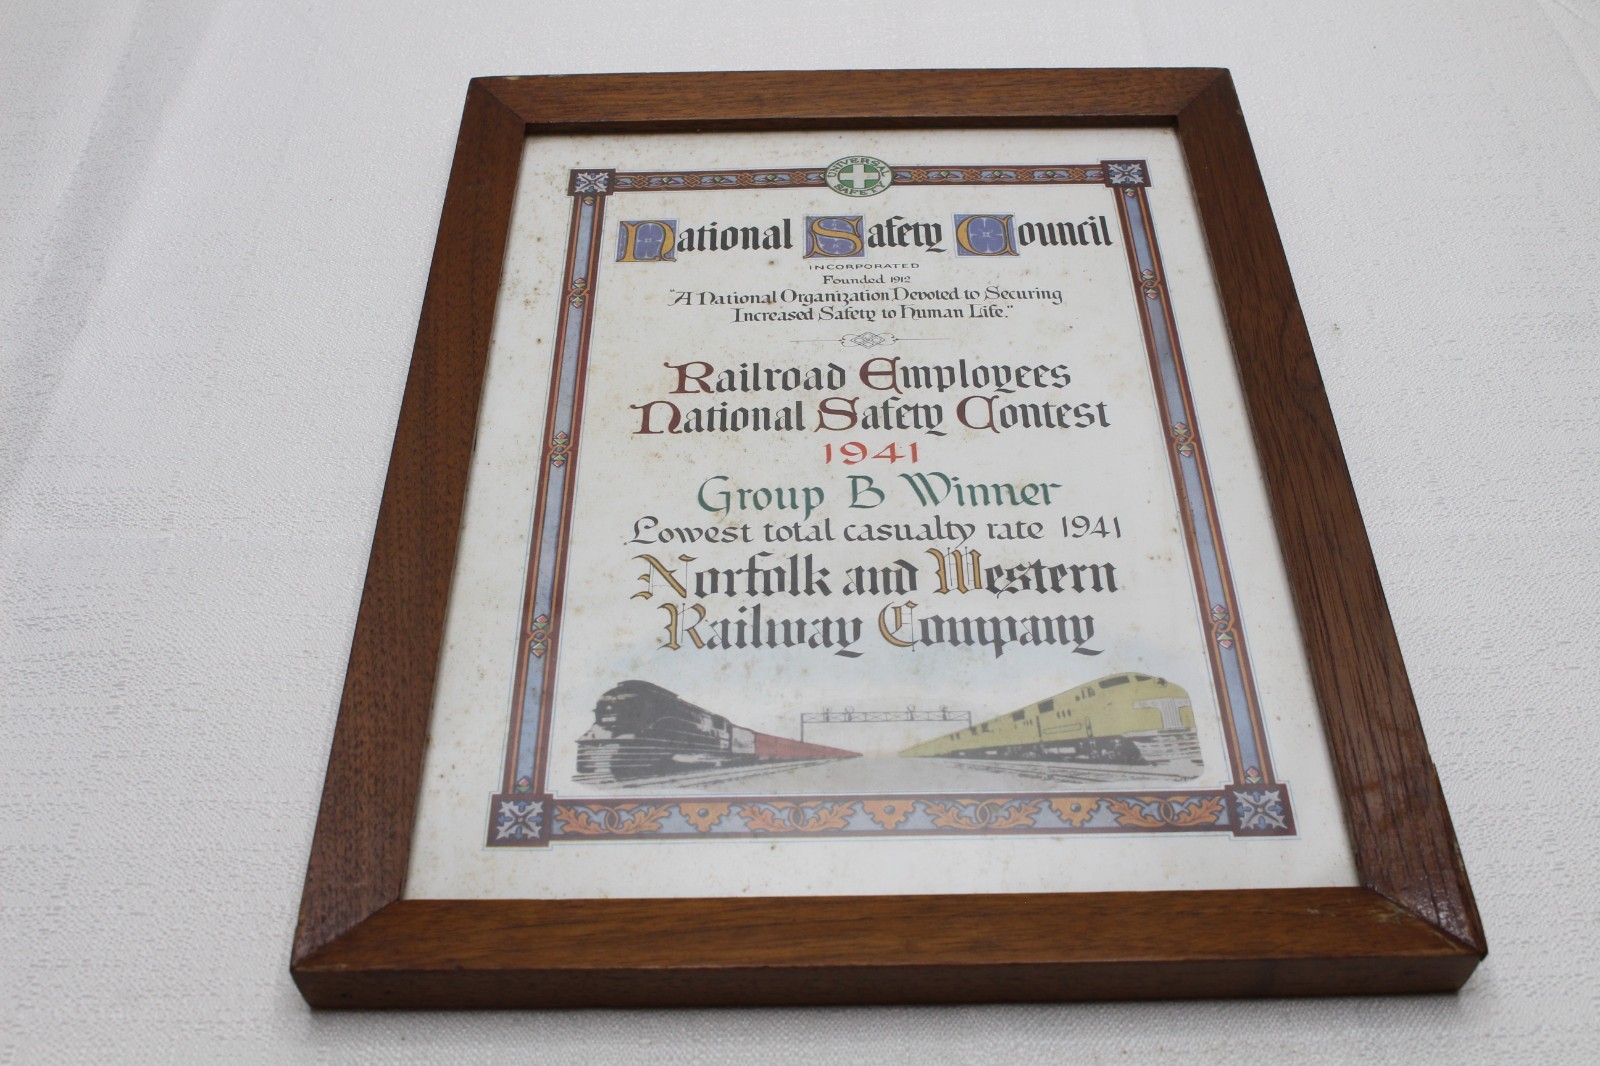 UNIVERSAL SAFETY
National Safety Council
INCORPORATED
Founded 1912
"A National Organization Devoted to Securing
Increased Safety to Human Life."
Railroad Employees
National Safety Contest
1941
Group B Winner
Lowest total casualty rate 1941
Norfolk and Western
Railway Company